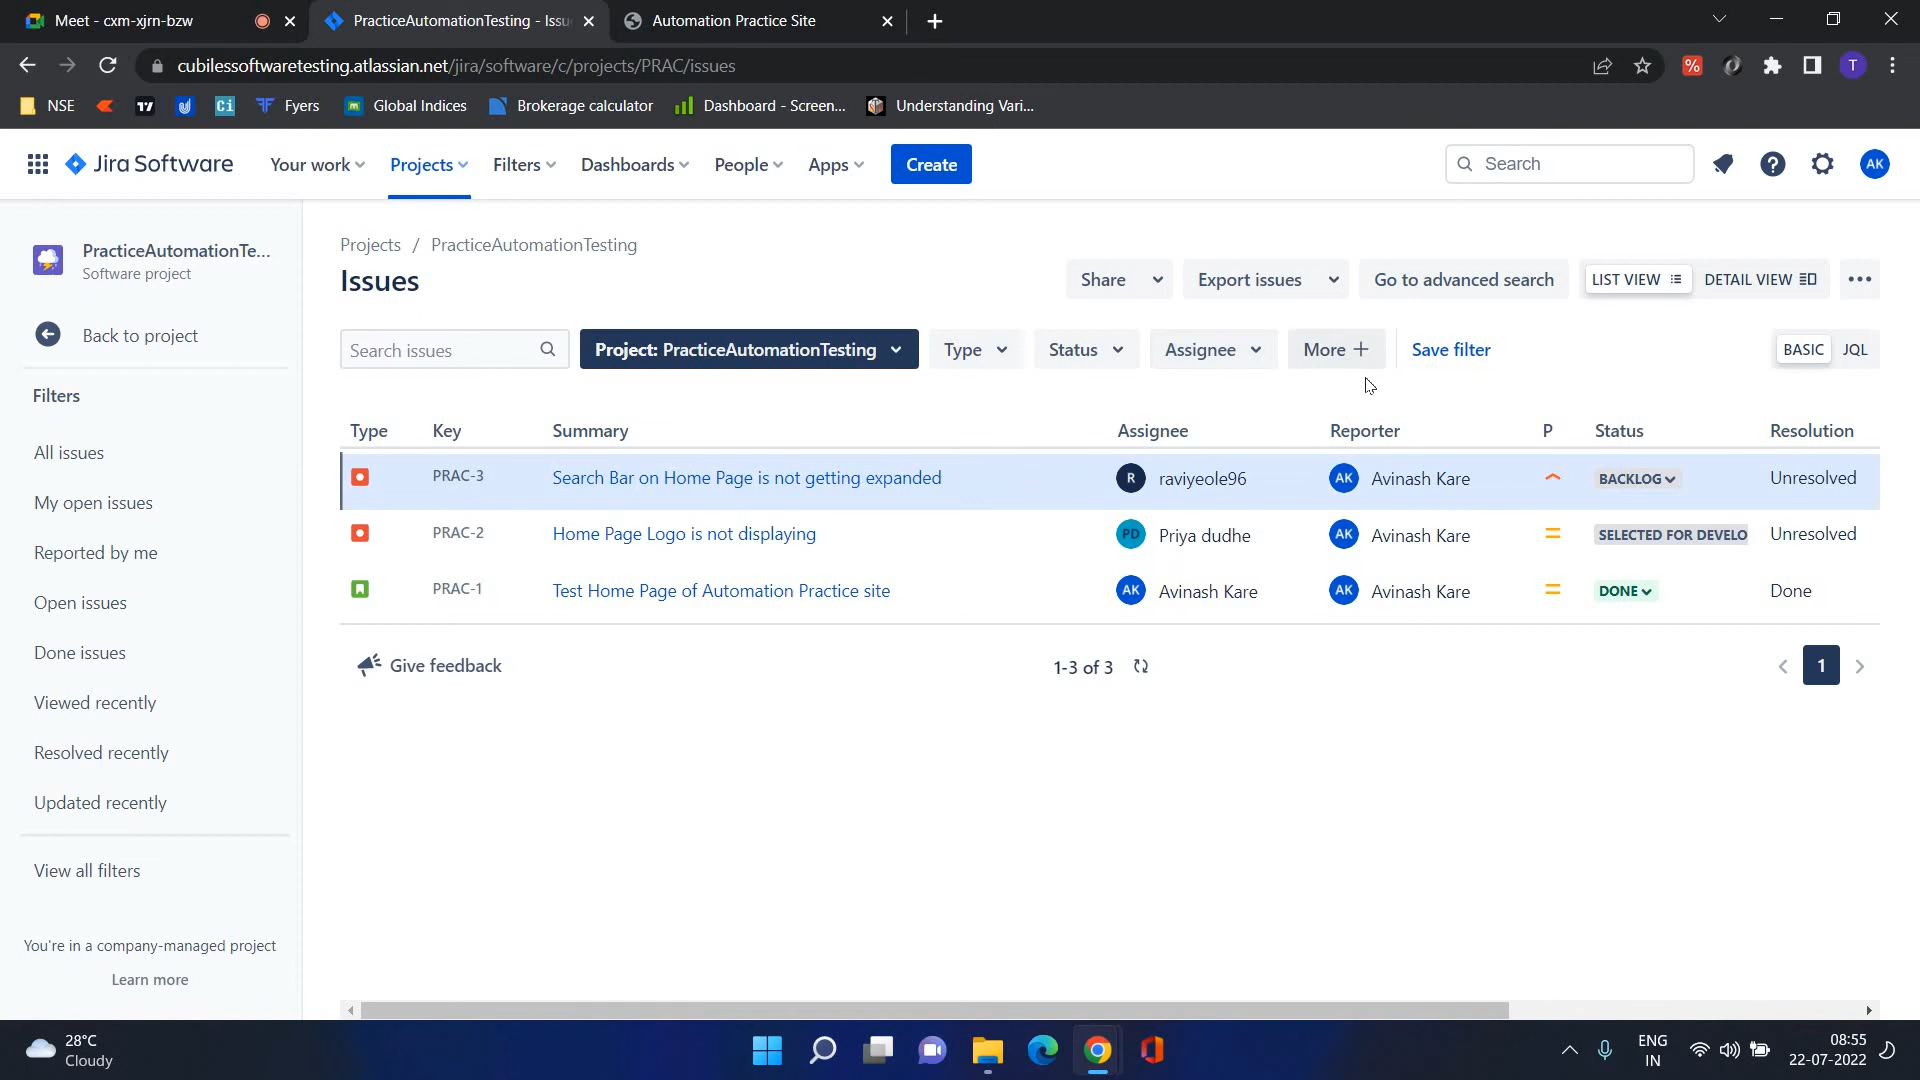 Meet - cxm-xjrn-bzw
PracticeAutomationTesting - Issu
Automation Practice Site
cubilessoftwaretesting.atlassian.net/jira/software/c/projects/PRAC/issues
T
NSE
Ci
Fyers
Global Indices
Brokerage calculator
Dashboard - Screen...
Understanding Vari...
Jira Software
Your work
Projects
Filters
Dashboards
People
Apps
Create
Search
AK
PracticeAutomationTe...
Software project
Back to project
Filters
All issues
My open issues
Reported by me
Open issues
Done issues
Viewed recently
Resolved recently
Updated recently
View all filters
You're in a company-managed project
Learn more
Projects / PracticeAutomationTesting
Issues
Share
Export issues
Go to advanced search
LIST VIEW
DETAIL VIEW
Search issues
Project: PracticeAutomationTesting
Type
Status
Assignee
More +
Save filter
BASIC
JQL
Type Key Summary Assignee Reporter P Status Resolution
PRAC-3 Search Bar on Home Page is not getting expanded R raviyeole96 AK Avinash Kare BACKLOG Unresolved
PRAC-2 Home Page Logo is not displaying PD Priya dudhe AK Avinash Kare SELECTED FOR DEVELO Unresolved
PRAC-1 Test Home Page of Automation Practice site AK Avinash Kare AK Avinash Kare DONE Done
Give feedback
1-3 of 3
1
28°C
Cloudy
ENG
IN
08:55
22-07-2022